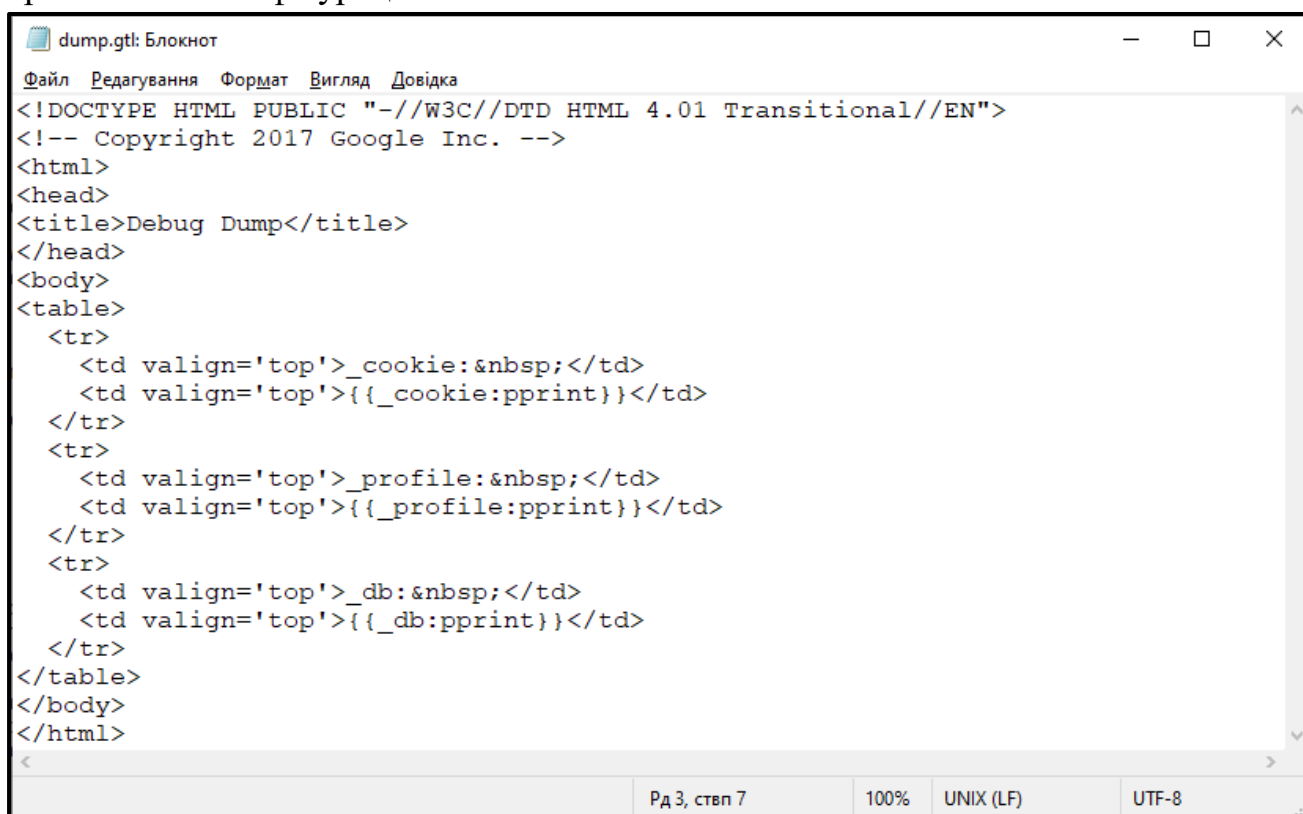 dump.gtl: Блокнот
Файл Редагування Формат Вигляд Довідка
<!DOCTYPE HTML PUBLIC "-//W3C//DTD HTML 4.01 Transitional//EN">
<!-- Copyright 2017 Google Inc. -->
<html>
<head>
<title>Debug Dump</title>
</head>
<body>
<table>
  <tr>
    <td valign='top'>_cookie:&nbsp;</td>
    <td valign='top'>{{_cookie:pprint}}</td>
  </tr>
  <tr>
    <td valign='top'>_profile:&nbsp;</td>
    <td valign='top'>{{_profile:pprint}}</td>
  </tr>
  <tr>
    <td valign='top'>_db:&nbsp;</td>
    <td valign='top'>{{_db:pprint}}</td>
  </tr>
</table>
</body>
</html>
Рд 3, ствп 7 100% UNIX (LF) UTF-8